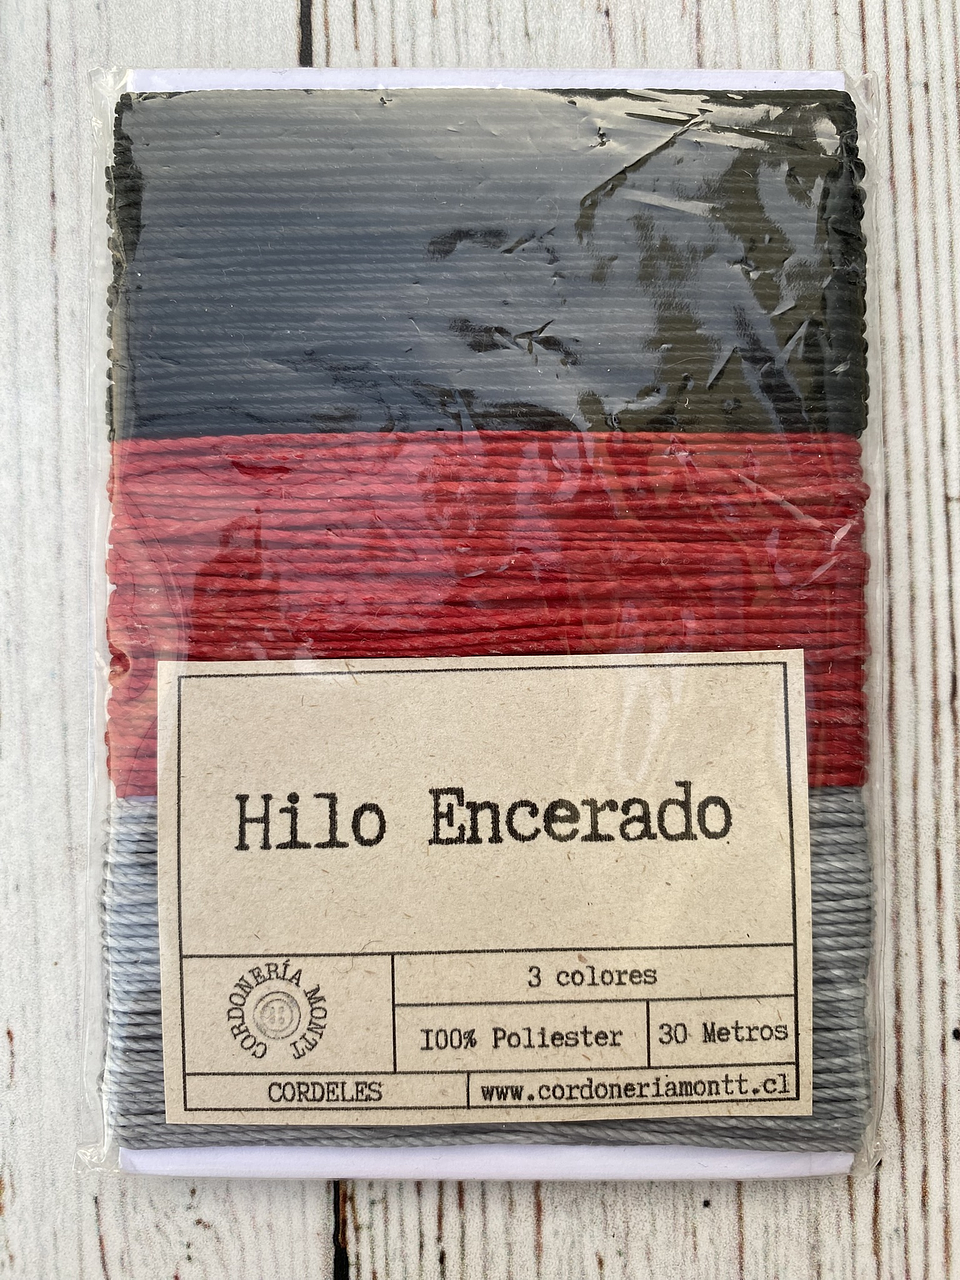 Hilo Encerado
CORDONERÍA MONTT
3 colores
100% Poliester
30 Metros
CORDELES
www.cordoneriamontt.cl